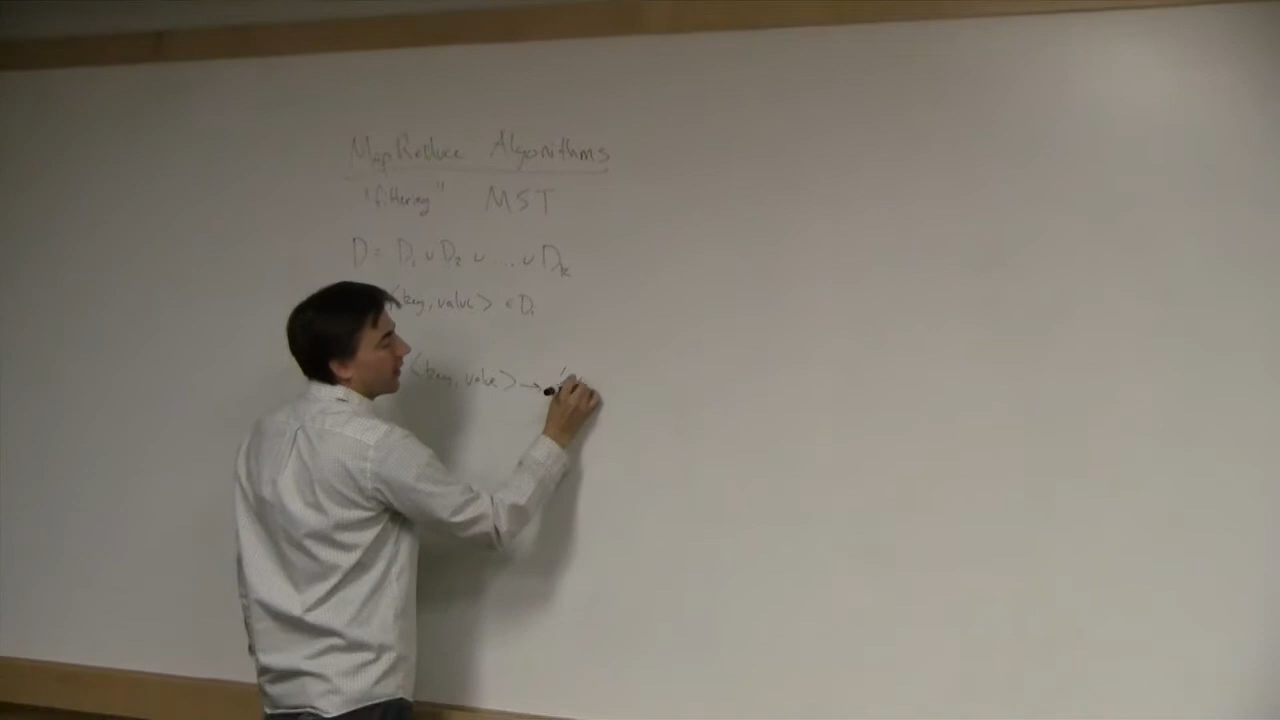 MapReduce Algorithms
"filtering" MST
D = D₁ ∪ D₂ ∪ ... ∪ Dₖ
<key, value> ∈ Dᵢ
<key, value> →